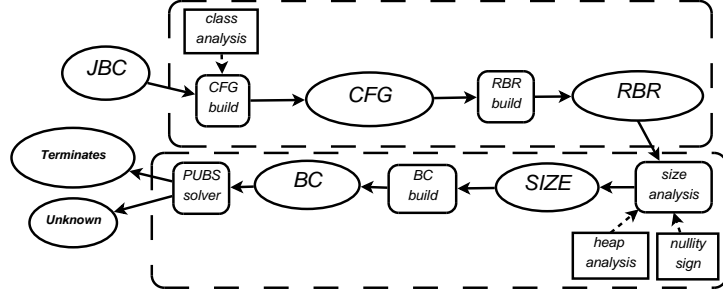 class
analysis
JBC
CFG
build
CFG
RBR
build
RBR
Terminates
Unknown
PUBS
solver
BC
BC
build
SIZE
size
analysis
heap
analysis
nullity
sign